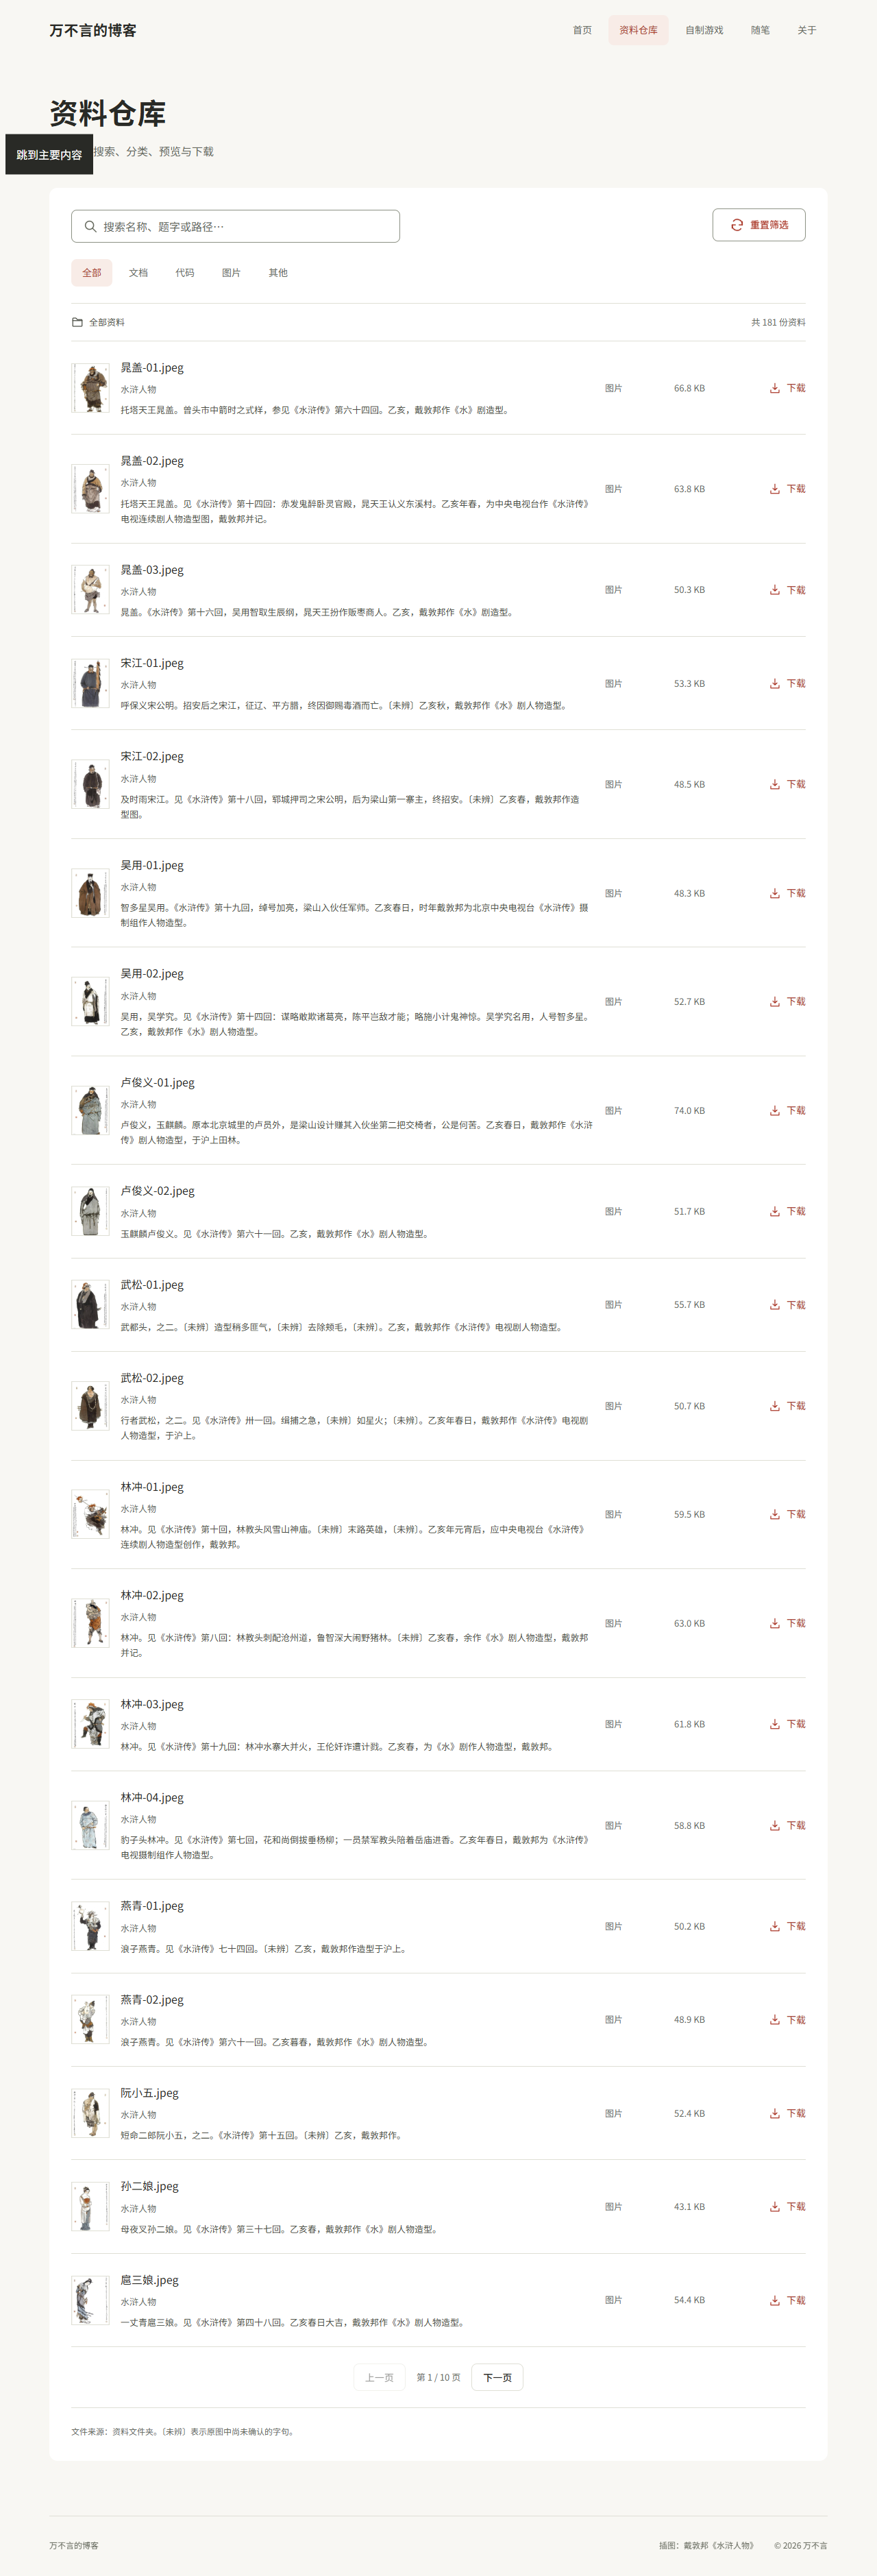 万不言的博客
首页 资料仓库 自制游戏 随笔 关于
资料仓库
跳到主要内容
搜索、分类、预览与下载
搜索名称、题字或路径…
重置筛选
全部 文档 代码 图片 其他
全部资料 共 181 份资料
晁盖-01.jpeg
水浒人物
托塔天王晁盖。曾头市中箭时之式样，参见《水浒传》第六十四回。乙亥，戴敦邦作《水》剧造型。
图片 66.8 KB 下载
晁盖-02.jpeg
水浒人物
托塔天王晁盖。见《水浒传》第十四回：赤发鬼醉卧灵官殿，晁天王认义东溪村。乙亥年春，为中央电视台作《水浒传》
电视连续剧人物造型图，戴敦邦并记。
图片 63.8 KB 下载
晁盖-03.jpeg
水浒人物
晁盖。《水浒传》第十六回，吴用智取生辰纲，晁天王扮作贩枣商人。乙亥，戴敦邦作《水》剧造型。
图片 50.3 KB 下载
宋江-01.jpeg
水浒人物
呼保义宋公明。招安后之宋江，征辽、平方腊，终因御赐毒酒而亡。〔未辨〕乙亥秋，戴敦邦作《水》剧人物造型。
图片 53.3 KB 下载
宋江-02.jpeg
水浒人物
及时雨宋江。见《水浒传》第十八回，郓城押司之宋公明，后为梁山第一寨主，终招安。〔未辨〕乙亥春，戴敦邦作造
型图。
图片 48.5 KB 下载
吴用-01.jpeg
水浒人物
智多星吴用。《水浒传》第十九回，绰号加亮，梁山入伙任军师。乙亥春日，时年戴敦邦为北京中央电视台《水浒传》摄
制组作人物造型。
图片 48.3 KB 下载
吴用-02.jpeg
水浒人物
吴用，吴学究。见《水浒传》第十四回：谋略敢欺诸葛亮，陈平岂敌才能；略施小计鬼神惊。吴学究名用，人号智多星。
乙亥，戴敦邦作《水》剧人物造型。
图片 52.7 KB 下载
卢俊义-01.jpeg
水浒人物
卢俊义，玉麒麟。原本北京城里的卢员外，是梁山设计赚其入伙坐第二把交椅者，公是何苦。乙亥春日，戴敦邦作《水浒
传》剧人物造型，于沪上田林。
图片 74.0 KB 下载
卢俊义-02.jpeg
水浒人物
玉麒麟卢俊义。见《水浒传》第六十一回。乙亥，戴敦邦作《水》剧人物造型。
图片 51.7 KB 下载
武松-01.jpeg
水浒人物
武都头，之二。〔未辨〕造型稍多匪气，〔未辨〕去除颊毛，〔未辨〕。乙亥，戴敦邦作《水浒传》电视剧人物造型。
图片 55.7 KB 下载
武松-02.jpeg
水浒人物
行者武松，之二。见《水浒传》卅一回。缉捕之急，〔未辨〕如星火；〔未辨〕。乙亥年春日，戴敦邦作《水浒传》电视剧
人物造型，于沪上。
图片 50.7 KB 下载
林冲-01.jpeg
水浒人物
林冲。见《水浒传》第十回，林教头风雪山神庙。〔未辨〕末路英雄，〔未辨〕。乙亥年元宵后，应中央电视台《水浒传》
连续剧人物造型创作，戴敦邦。
图片 59.5 KB 下载
林冲-02.jpeg
水浒人物
林冲。见《水浒传》第八回：林教头刺配沧州道，鲁智深大闹野猪林。〔未辨〕乙亥春，余作《水》剧人物造型，戴敦邦
并记。
图片 63.0 KB 下载
林冲-03.jpeg
水浒人物
林冲。见《水浒传》第十九回：林冲水寨大并火，王伦奸诈遭计戮。乙亥春，为《水》剧作人物造型，戴敦邦。
图片 61.8 KB 下载
林冲-04.jpeg
水浒人物
豹子头林冲。见《水浒传》第七回，花和尚倒拔垂杨柳；一员禁军教头陪着岳庙进香。乙亥年春日，戴敦邦为《水浒传》
电视摄制组作人物造型。
图片 58.8 KB 下载
燕青-01.jpeg
水浒人物
浪子燕青。见《水浒传》七十四回。〔未辨〕乙亥，戴敦邦作造型于沪上。
图片 50.2 KB 下载
燕青-02.jpeg
水浒人物
浪子燕青。见《水浒传》第六十一回。乙亥暮春，戴敦邦作《水》剧人物造型。
图片 48.9 KB 下载
阮小五.jpeg
水浒人物
短命二郎阮小五，之二。《水浒传》第十五回。〔未辨〕乙亥，戴敦邦作。
图片 52.4 KB 下载
孙二娘.jpeg
水浒人物
母夜叉孙二娘。见《水浒传》第三十七回。乙亥春，戴敦邦作《水》剧人物造型。
图片 43.1 KB 下载
扈三娘.jpeg
水浒人物
一丈青扈三娘。见《水浒传》第四十八回。乙亥春日大吉，戴敦邦作《水》剧人物造型。
图片 54.4 KB 下载
上一页 第 1 / 10 页 下一页
文件来源：资料文件夹。〔未辨〕表示原图中尚未确认的字句。
万不言的博客 插图：戴敦邦《水浒人物》 © 2026 万不言